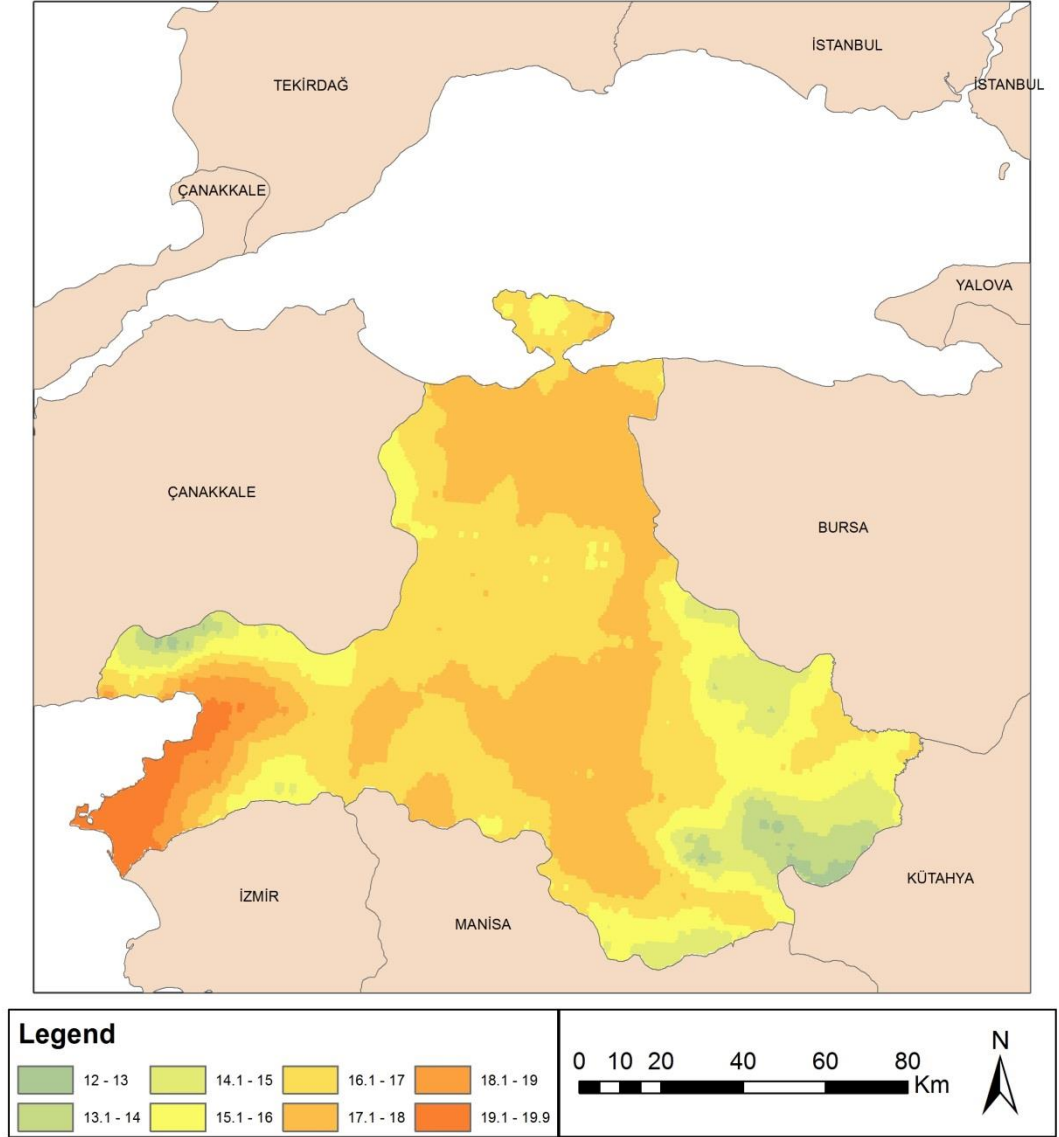 İSTANBUL
TEKİRDAĞ
İSTANBUL
ÇANAKKALE
YALOVA
ÇANAKKALE
BURSA
KÜTAHYA
İZMİR
MANİSA
Legend
12 - 13
14.1 - 15
16.1 - 17
18.1 - 19
13.1 - 14
15.1 - 16
17.1 - 18
19.1 - 19.9
0 10 20 40 60 80
Km
N